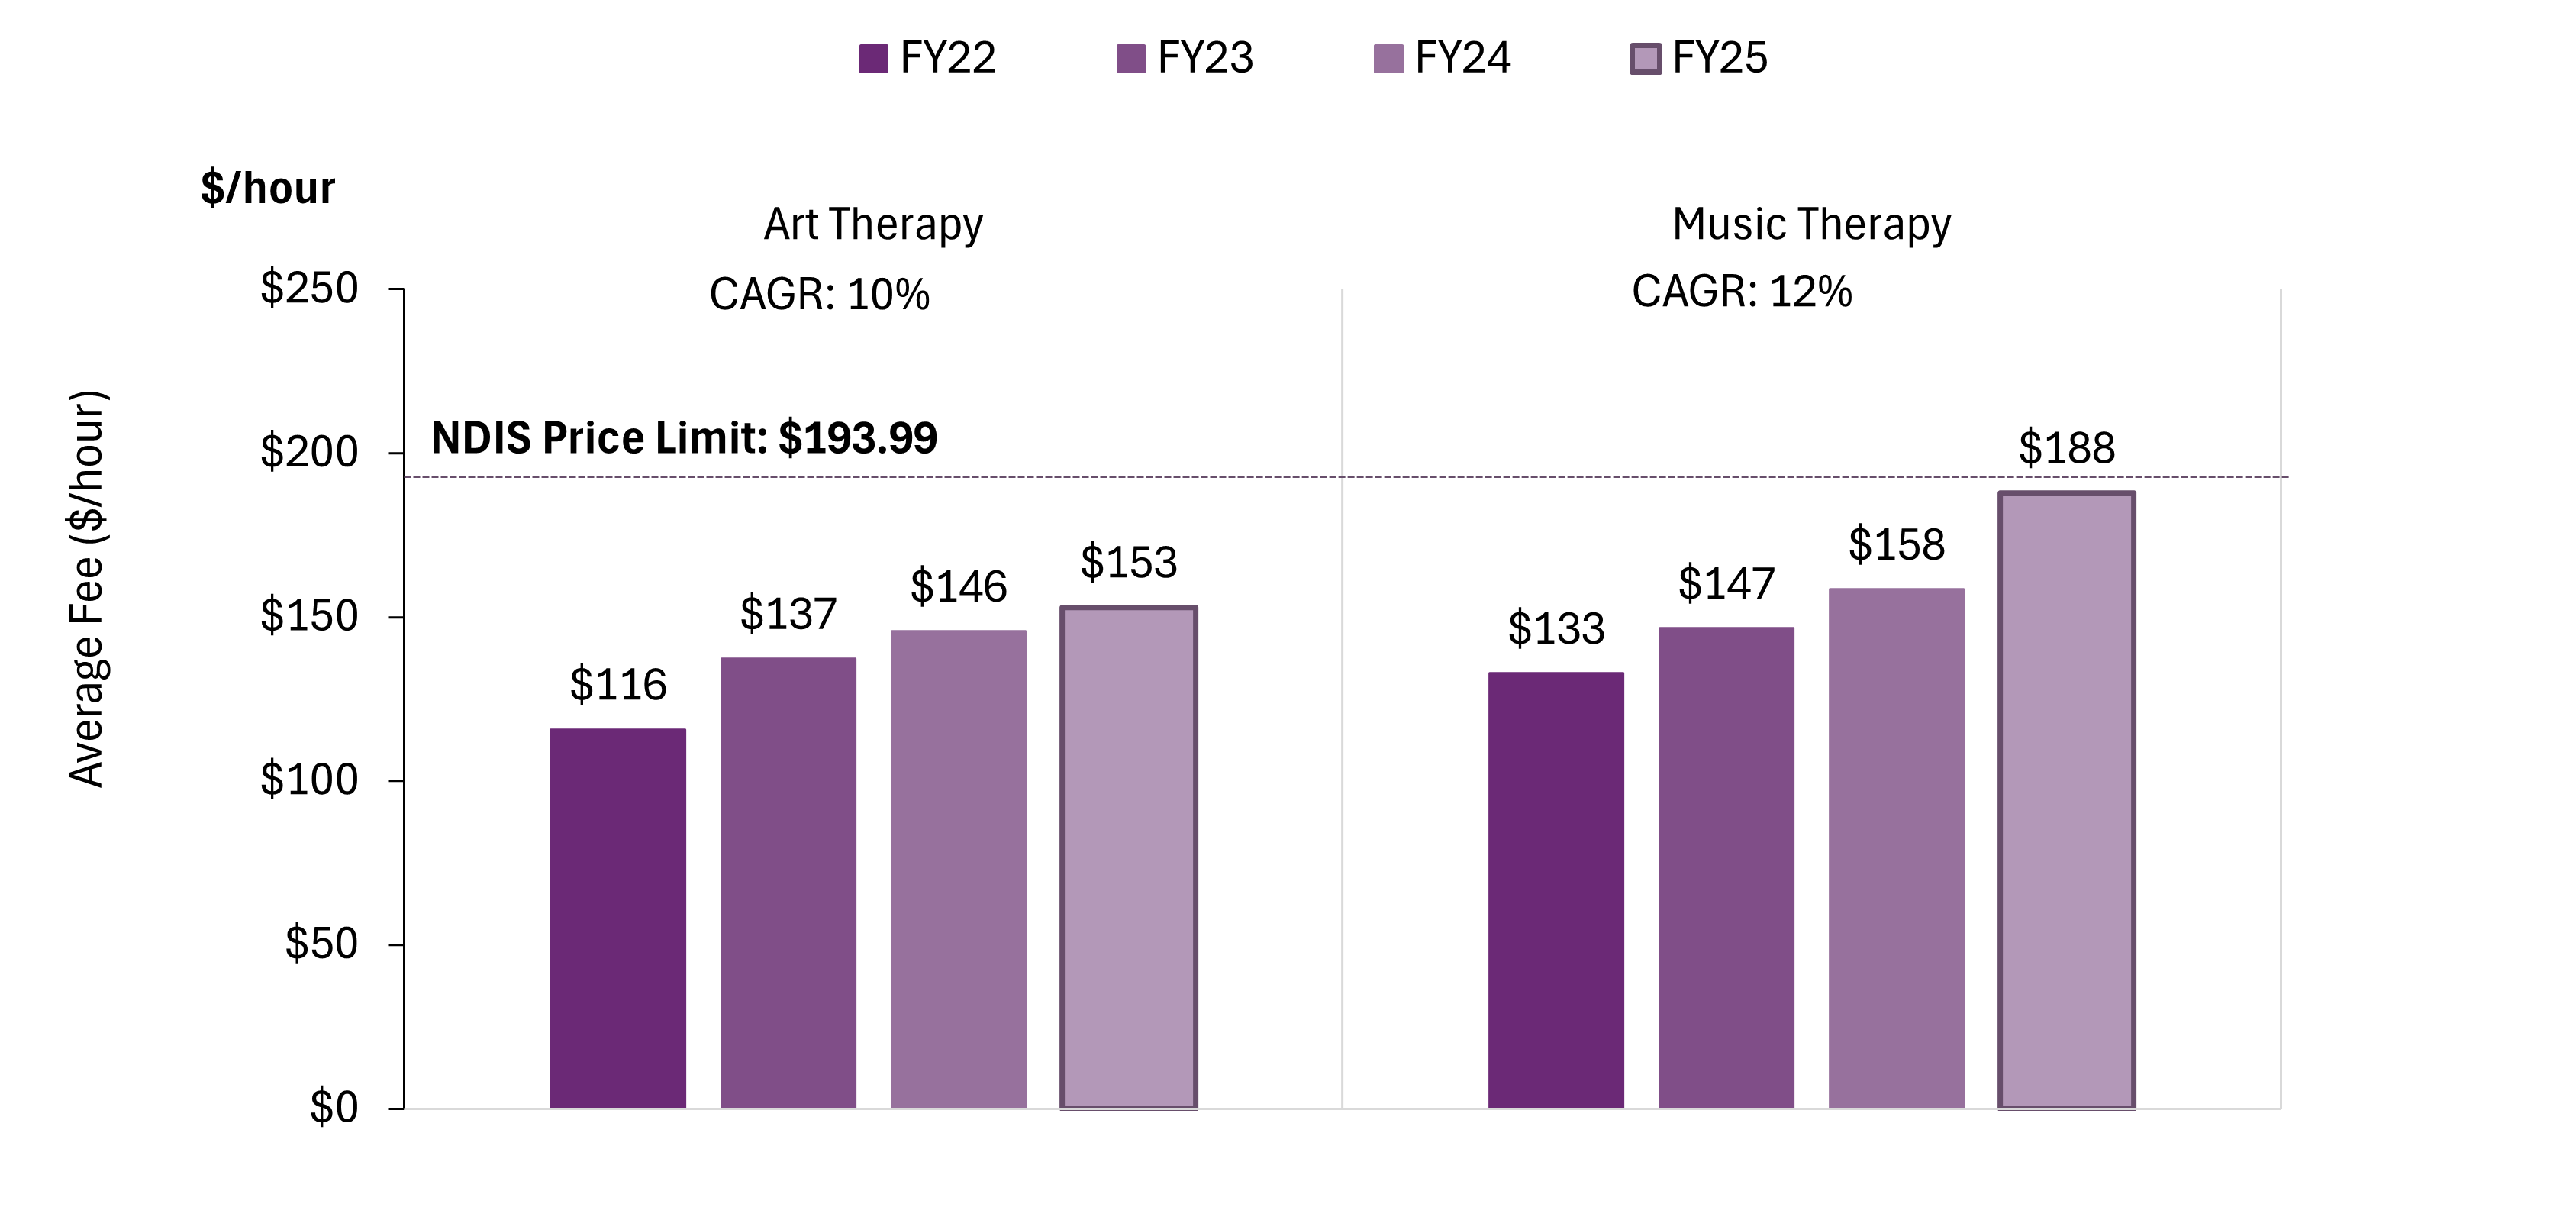 FY22 FY23 FY24 FY25
$/hour
Art Therapy
CAGR: 10%
Music Therapy
CAGR: 12%
Average Fee ($/hour)
$250
$200
$150
$100
$50
$0
NDIS Price Limit: $193.99
$116
$137
$146
$153
$133
$147
$158
$188